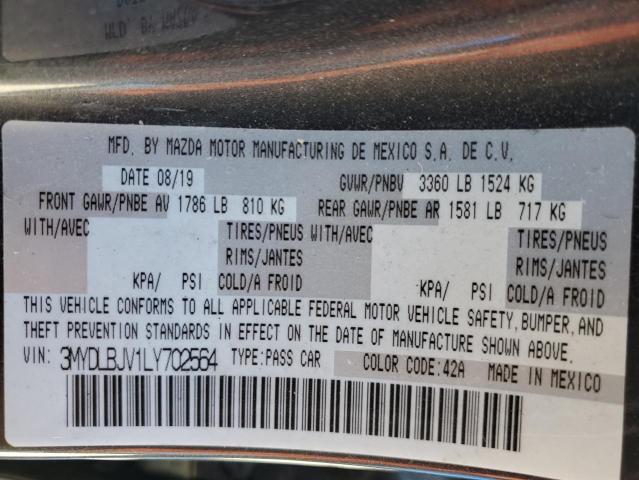 MFD. BY MAZDA MOTOR MANUFACTURING DE MEXICO S.A. DE C.V.
DATE 08/19 GVWR/PNBV 3360 LB 1524 KG
FRONT GAWR/PNBE AV 1786 LB 810 KG REAR GAWR/PNBE AR 1581 LB 717 KG
WITH/AVEC TIRES/PNEUS WITH/AVEC TIRES/PNEUS
RIMS/JANTES RIMS/JANTES
KPA/ PSI COLD/A FROID KPA/ PSI COLD/A FROID
THIS VEHICLE CONFORMS TO ALL APPLICABLE FEDERAL MOTOR VEHICLE SAFETY, BUMPER, AND
THEFT PREVENTION STANDARDS IN EFFECT ON THE DATE OF MANUFACTURE SHOWN ABOVE.
VIN: 3MYDLBJV1LY702564 TYPE:PASS CAR COLOR CODE:42A MADE IN MEXICO